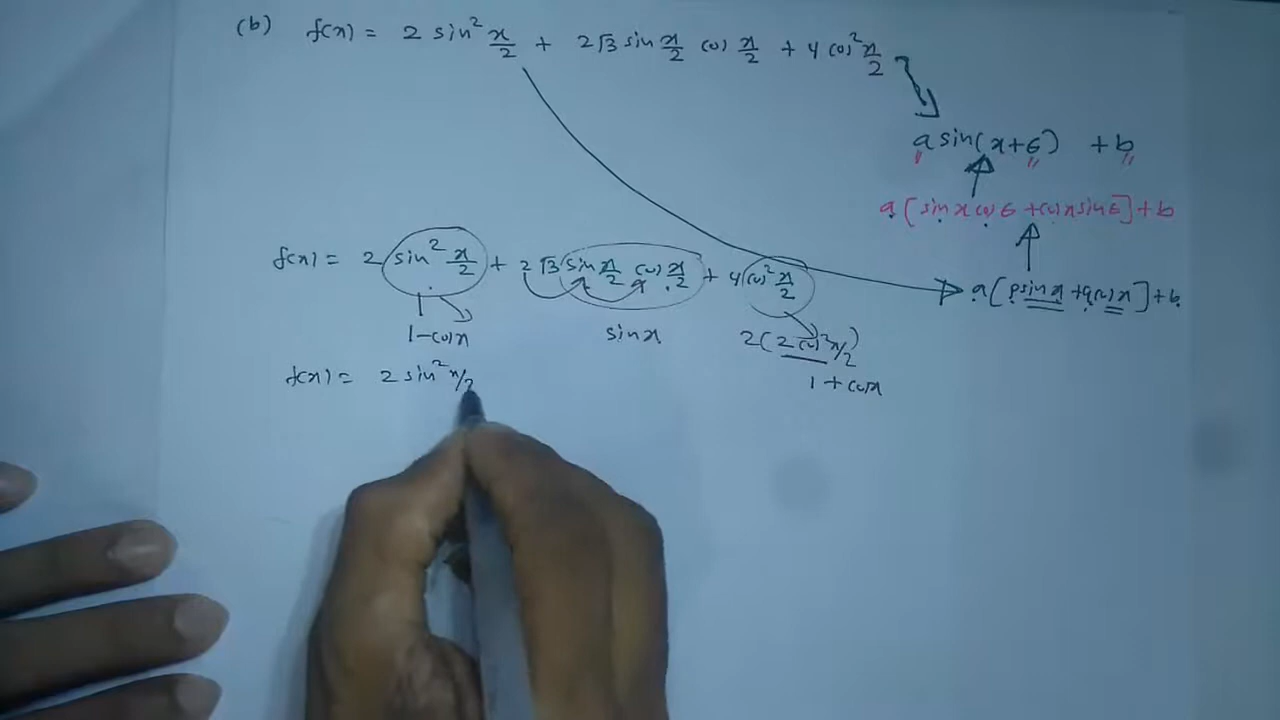 (b) f(x) = 2 sin² x/2 + 2√3 sin x/2 cos x/2 + 4 cos² x/2
a sin(x+ϵ) + b
a [ sin x cos ϵ + cos x sin ϵ ] + b
f(x) = 2 sin² x/2 + 2 √3 sin x/2 cos x/2 + 4 cos² x/2
a [ p sin x + q cos x ] + b
1 - cos x
sin x
2 ( 2 cos² x/2 )
1 + cos x
f(x) = 2 sin² x/2